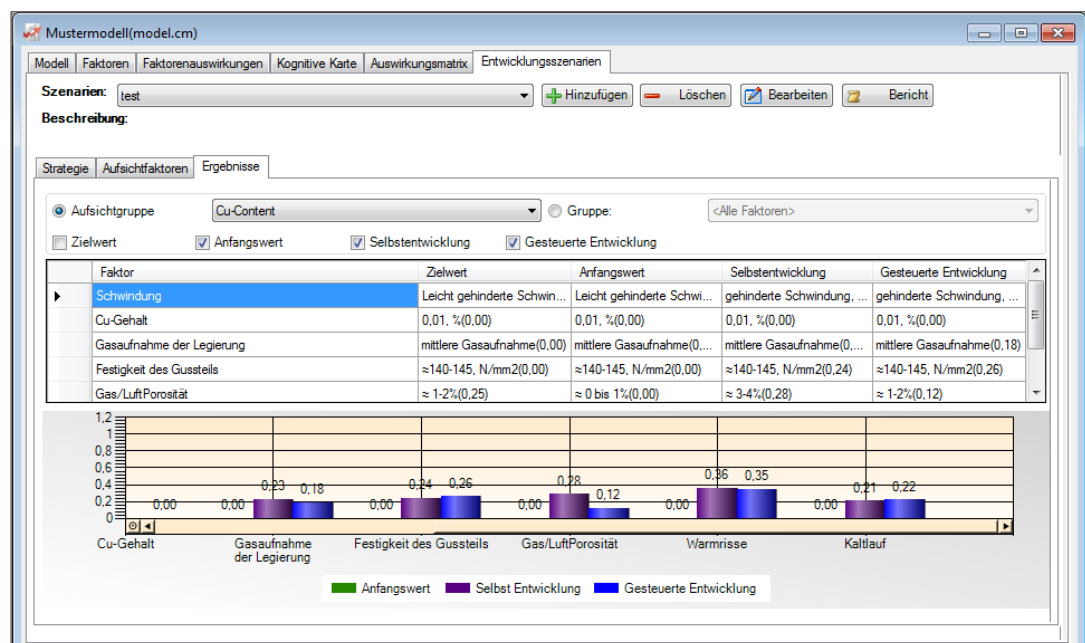 Mustermodell(model.cm)
Modell Faktoren Faktorenauswirkungen Kognitive Karte Auswirkungsmatrix Entwicklungsszenarien
Szenarien: test Hinzufügen Löschen Bearbeiten Bericht
Beschreibung:
Strategie Aufsichtfaktoren Ergebnisse
Aufsichtgruppe Cu-Content Gruppe: <Alle Faktoren>
Zielwert Anfangswert Selbstentwicklung Gesteuerte Entwicklung
Faktor Zielwert Anfangswert Selbstentwicklung Gesteuerte Entwicklung
Schwindung Leicht gehinderte Schwin... Leicht gehinderte Schwi... gehinderte Schwindung, ... gehinderte Schwindung, ...
Cu-Gehalt 0,01, %(0,00) 0,01, %(0,00) 0,01, %(0,00) 0,01, %(0,00)
Gasaufnahme der Legierung mittlere Gasaufnahme(0,00) mittlere Gasaufnahme(0,... mittlere Gasaufnahme(0,... mittlere Gasaufnahme(0,18)
Festigkeit des Gussteils ≈140-145, N/mm2(0,00) ≈140-145, N/mm2(0,00) ≈140-145, N/mm2(0,24) ≈140-145, N/mm2(0,26)
Gas/LuftPorosität ≈ 1-2%(0,25) ≈ 0 bis 1%(0,00) ≈ 3-4%(0,28) ≈ 1-2%(0,12)
1,2
1
0,8
0,6
0,4
0,2
0
0,00 0,00 0,23 0,18 0,00 0,24 0,26 0,00 0,28 0,12 0,00 0,36 0,35 0,00 0,21 0,22
Cu-Gehalt Gasaufnahme Festigkeit des Gussteils Gas/LuftPorosität Warmrisse Kaltlauf
der Legierung
Anfangswert Selbst Entwicklung Gesteuerte Entwicklung